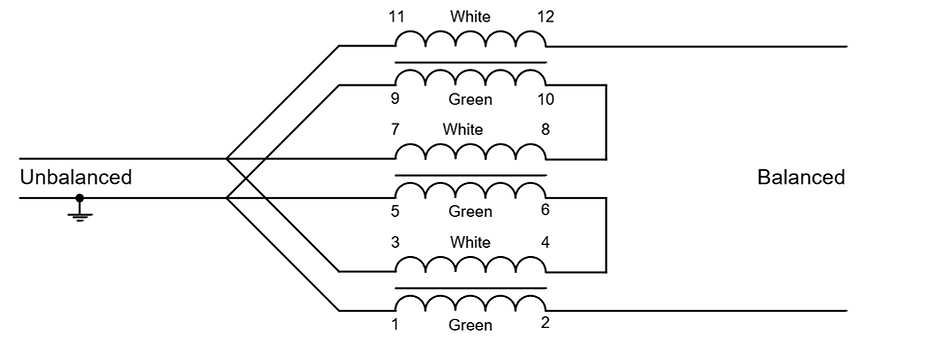 11 White 12
9 Green 10
7 White 8
Unbalanced
Balanced
5 Green 6
3 White 4
1 Green 2